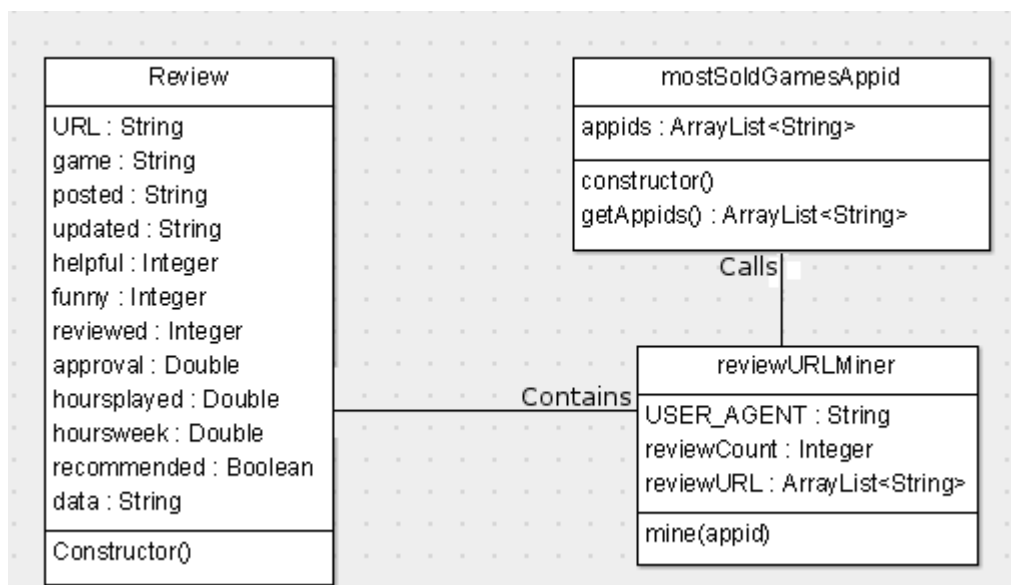 Review
URL : String
game : String
posted : String
updated : String
helpful : Integer
funny : Integer
reviewed : Integer
approval : Double
hoursplayed : Double
hoursweek : Double
recommended : Boolean
data : String
Constructor()
mostSoldGamesAppid
appids : ArrayList<String>
constructor()
getAppids() : ArrayList<String>
Calls
Contains
reviewURLMiner
USER_AGENT : String
reviewCount : Integer
reviewURL : ArrayList<String>
mine(appid)